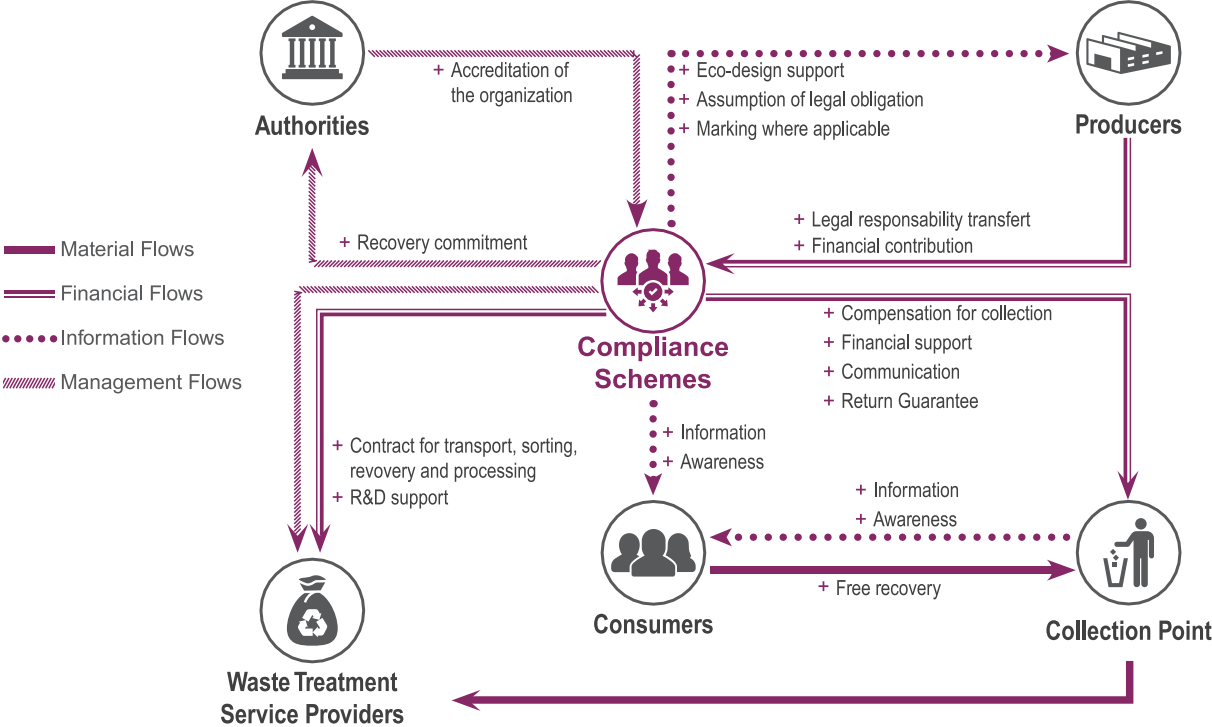 + Accreditation of
the organization
Authorities
+ Eco-design support
+ Assumption of legal obligation
+ Marking where applicable
Producers
Material Flows
Financial Flows
Information Flows
Management Flows
+ Recovery commitment
+ Legal responsability transfert
+ Financial contribution
Compliance
Schemes
+ Compensation for collection
+ Financial support
+ Communication
+ Return Guarantee
+ Contract for transport, sorting,
revovery and processing
+ R&D support
+ Information
+ Awareness
+ Information
+ Awareness
+ Free recovery
Consumers
Collection Point
Waste Treatment
Service Providers